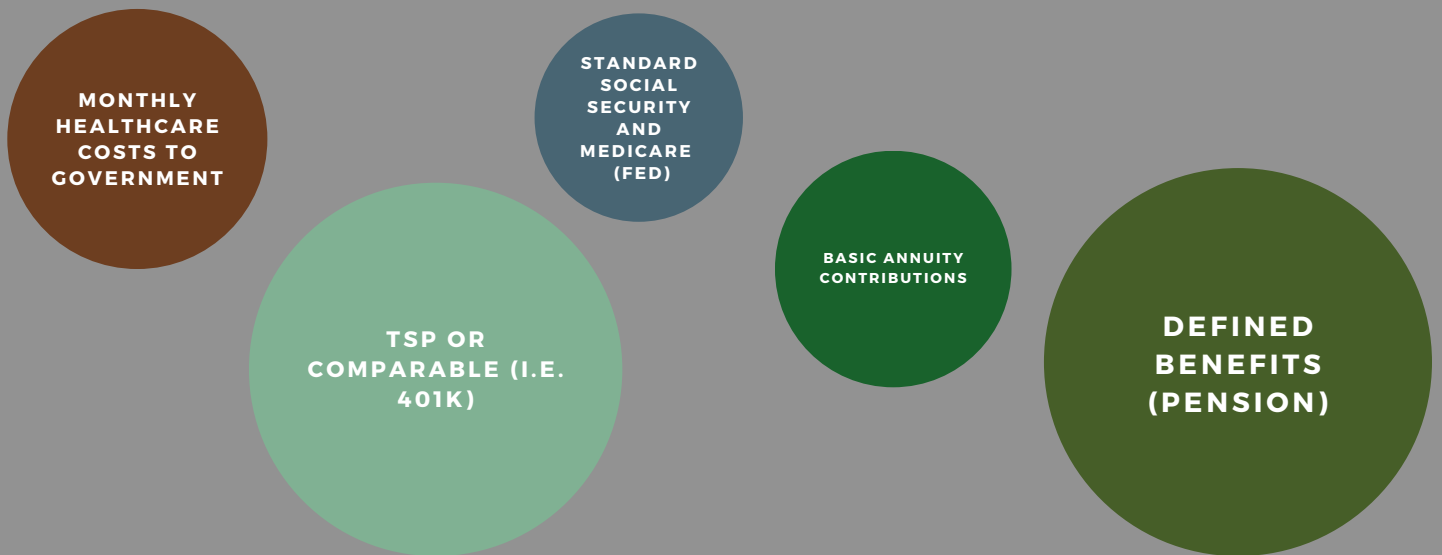 MONTHLY
HEALTHCARE
COSTS TO
GOVERNMENT
STANDARD
SOCIAL
SECURITY
AND
MEDICARE
(FED)
TSP OR
COMPARABLE (I.E.
401K)
BASIC ANNUITY
CONTRIBUTIONS
DEFINED
BENEFITS
(PENSION)